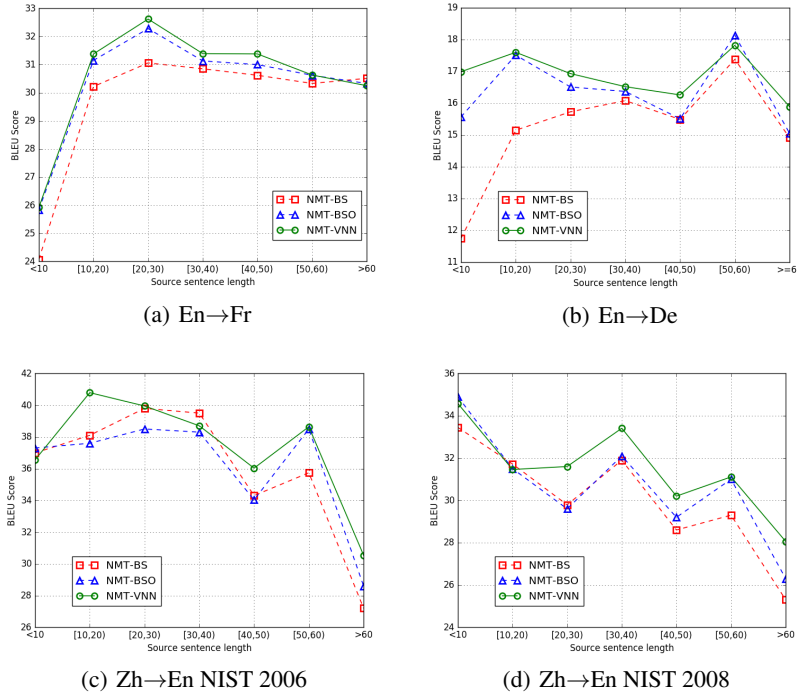 33
32
31
30
29
28
27
26
25
24
BLEU Score
<10 [10,20) [20,30) [30,40) [40,50) [50,60) >60
Source sentence length
NMT-BS
NMT-BSO
NMT-VNN
(a) En→Fr
19
18
17
16
15
14
13
12
11
BLEU Score
<10 [10,20) [20,30) [30,40) [40,50) [50,60) >=6
Source sentence length
NMT-BS
NMT-BSO
NMT-VNN
(b) En→De
42
40
38
36
34
32
30
28
26
BLEU Score
<10 [10,20) [20,30) [30,40) [40,50) [50,60) >60
Source sentence length
NMT-BS
NMT-BSO
NMT-VNN
(c) Zh→En NIST 2006
36
34
32
30
28
26
24
BLEU Score
<10 [10,20) [20,30) [30,40) [40,50) [50,60) >60
Source sentence length
NMT-BS
NMT-BSO
NMT-VNN
(d) Zh→En NIST 2008